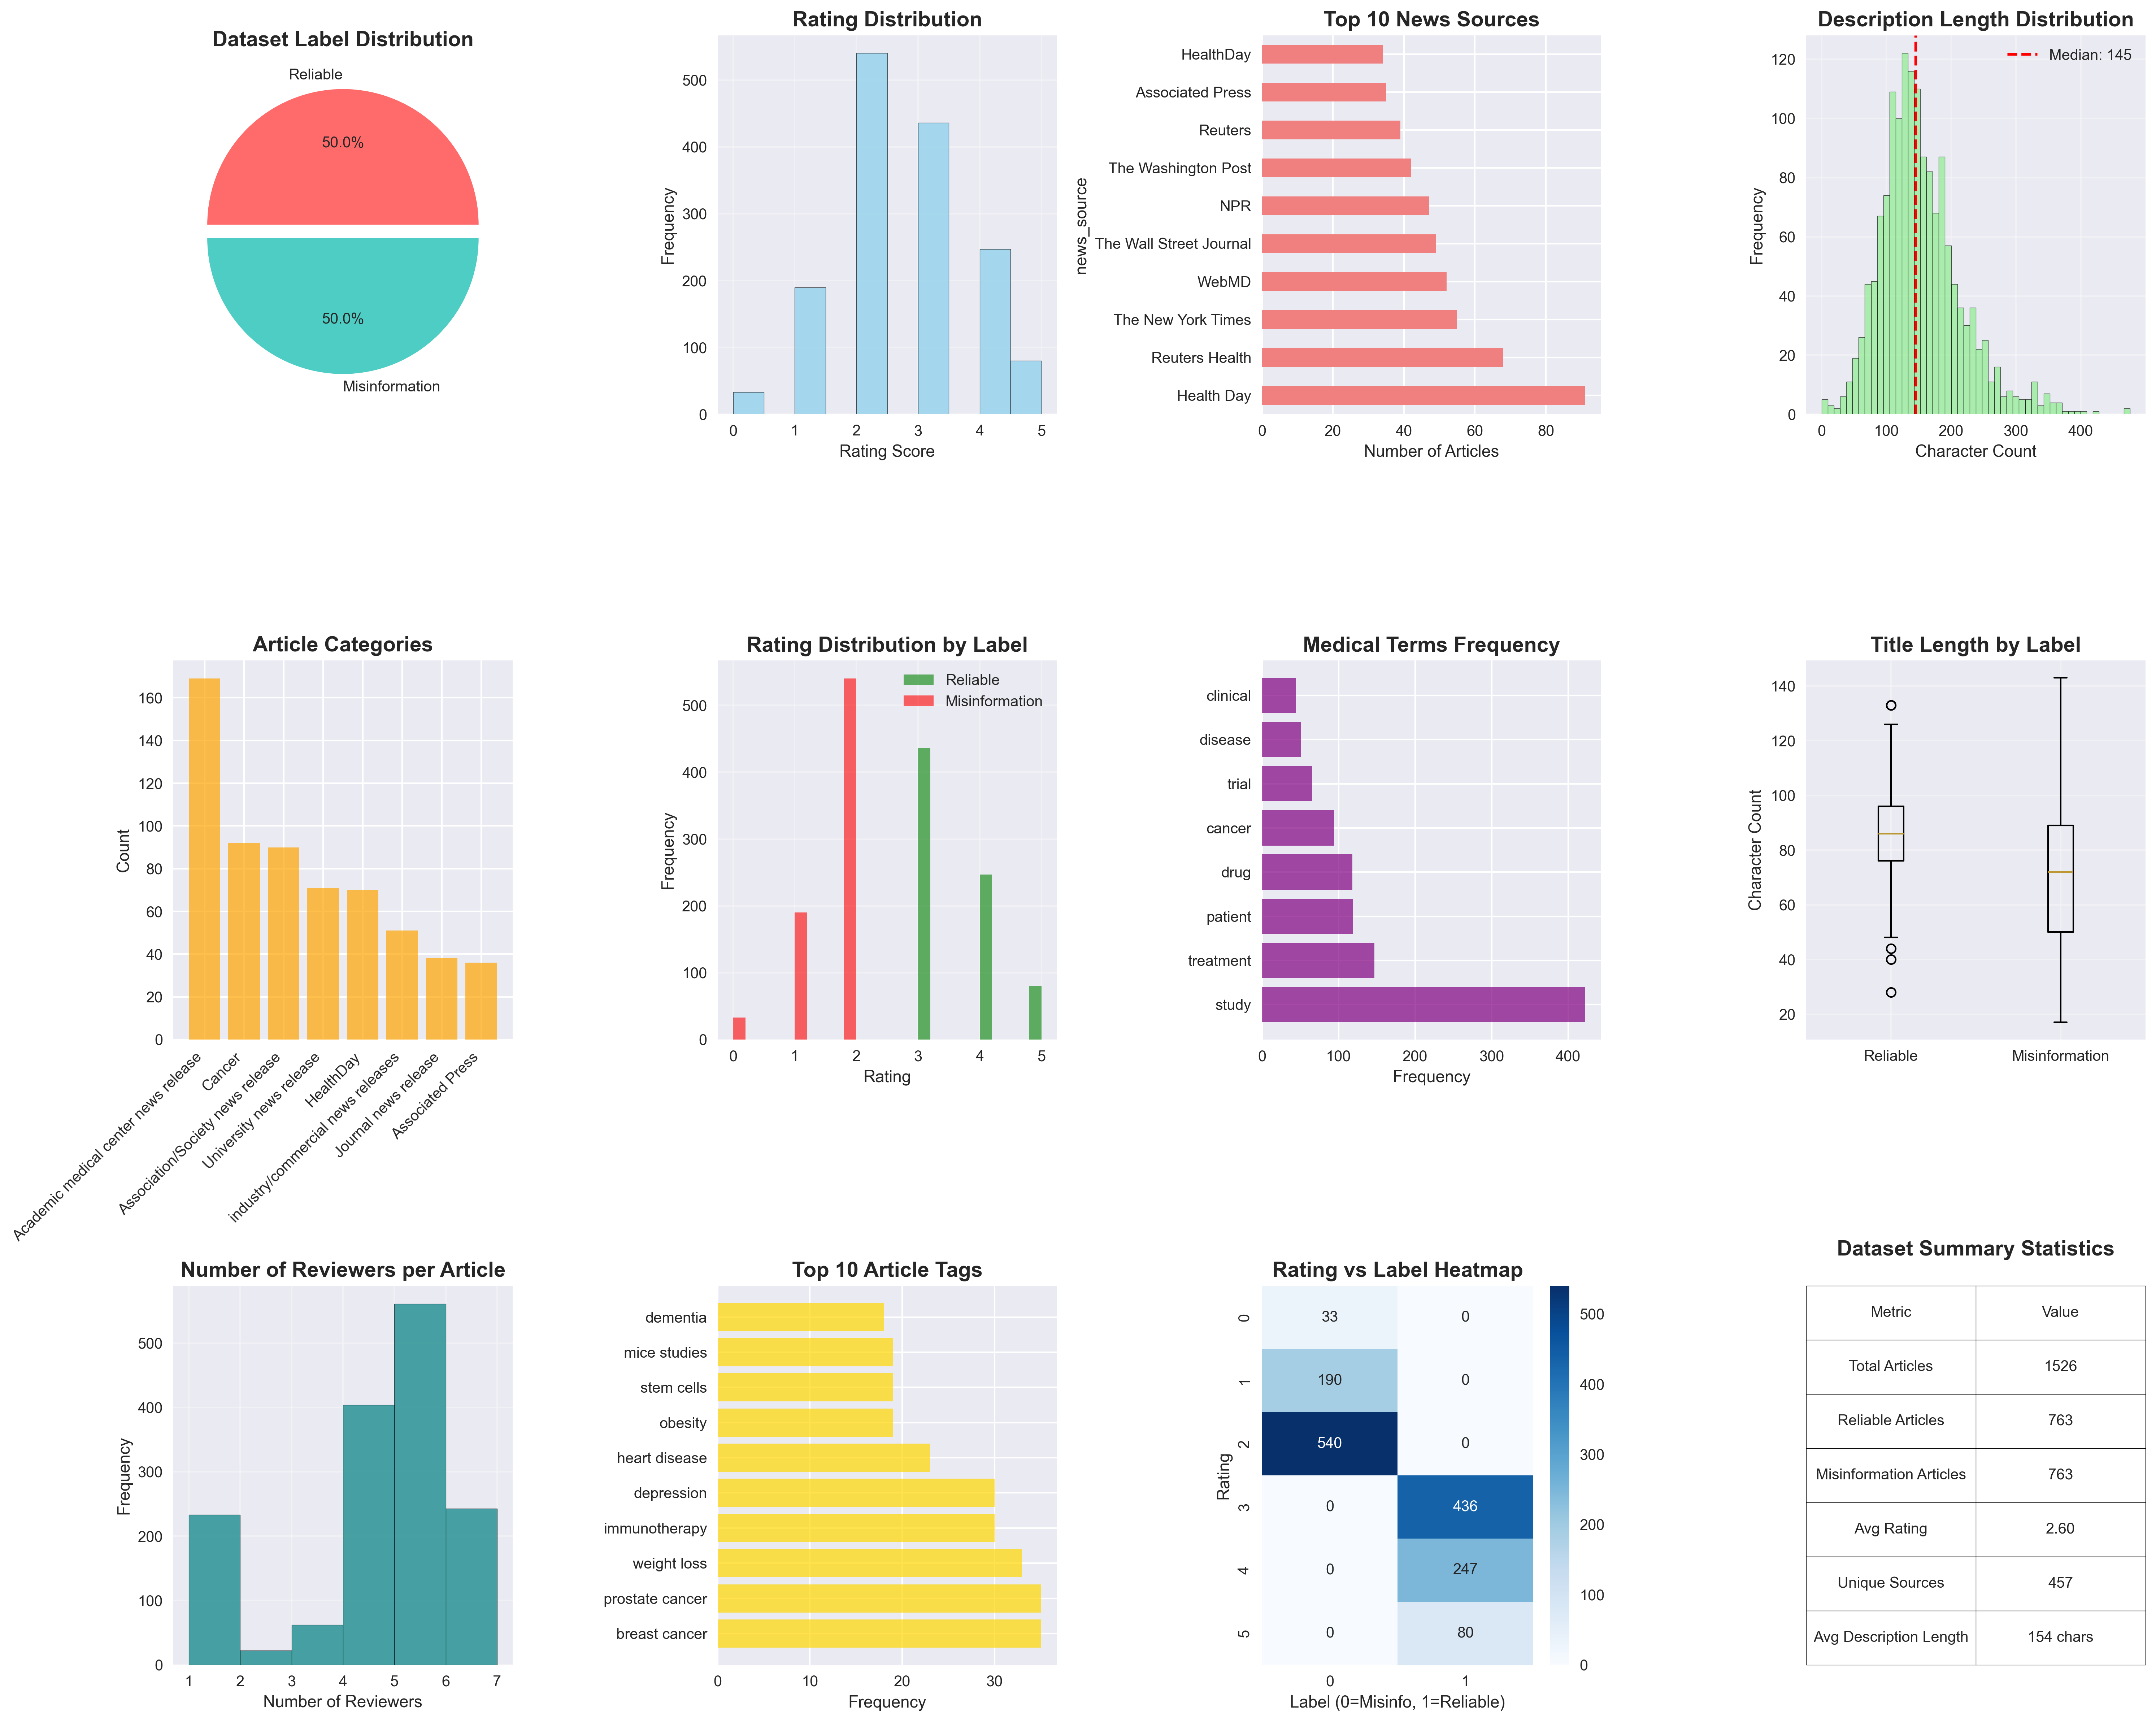 Dataset Label Distribution
Reliable
50.0%
50.0%
Misinformation
Rating Distribution
Frequency
500
400
300
200
100
0
0 1 2 3 4 5
Rating Score
Top 10 News Sources
news_source
HealthDay
Associated Press
Reuters
The Washington Post
NPR
The Wall Street Journal
WebMD
The New York Times
Reuters Health
Health Day
0 20 40 60 80
Number of Articles
Description Length Distribution
Median: 145
Frequency
120
100
80
60
40
20
0
0 100 200 300 400
Character Count
Article Categories
Count
160
140
120
100
80
60
40
20
0
Academic medical center news release
Cancer
Association/Society news release
University news release
HealthDay
industry/commercial news releases
Journal news release
Associated Press
Rating Distribution by Label
Reliable
Misinformation
Frequency
500
400
300
200
100
0
0 1 2 3 4 5
Rating
Medical Terms Frequency
clinical
disease
trial
cancer
drug
patient
treatment
study
0 100 200 300 400
Frequency
Title Length by Label
Character Count
140
120
100
80
60
40
20
Reliable Misinformation
Number of Reviewers per Article
Frequency
500
400
300
200
100
0
1 2 3 4 5 6 7
Number of Reviewers
Top 10 Article Tags
dementia
mice studies
stem cells
obesity
heart disease
depression
immunotherapy
weight loss
prostate cancer
breast cancer
0 10 20 30
Frequency
Rating vs Label Heatmap
Rating
0 33 0
1 190 0
2 540 0
3 0 436
4 0 247
5 0 80
0 1
Label (0=Misinfo, 1=Reliable)
500
400
300
200
100
0
Dataset Summary Statistics
Metric Value
Total Articles 1526
Reliable Articles 763
Misinformation Articles 763
Avg Rating 2.60
Unique Sources 457
Avg Description Length 154 chars